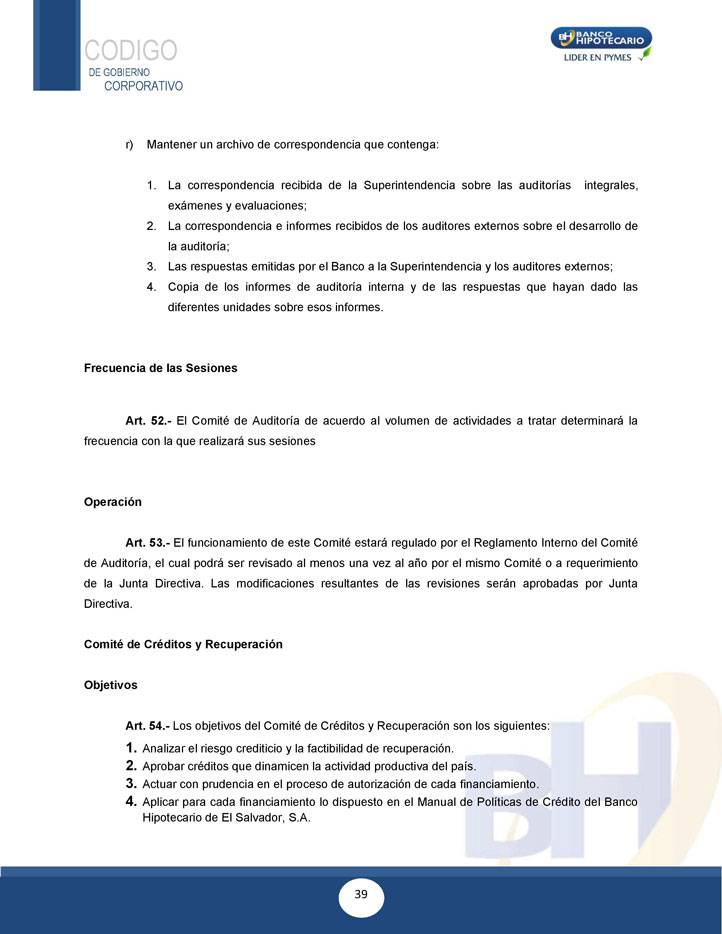 CODIGO
DE GOBIERNO
CORPORATIVO
BH BANCO
HIPOTECARIO
LIDER EN PYMES
r) Mantener un archivo de correspondencia que contenga:
1. La correspondencia recibida de la Superintendencia sobre las auditorías integrales,
exámenes y evaluaciones;
2. La correspondencia e informes recibidos de los auditores externos sobre el desarrollo de
la auditoría;
3. Las respuestas emitidas por el Banco a la Superintendencia y los auditores externos;
4. Copia de los informes de auditoría interna y de las respuestas que hayan dado las
diferentes unidades sobre esos informes.
Frecuencia de las Sesiones
Art. 52.- El Comité de Auditoría de acuerdo al volumen de actividades a tratar determinará la
frecuencia con la que realizará sus sesiones
Operación
Art. 53.- El funcionamiento de este Comité estará regulado por el Reglamento Interno del Comité
de Auditoría, el cual podrá ser revisado al menos una vez al año por el mismo Comité o a requerimiento
de la Junta Directiva. Las modificaciones resultantes de las revisiones serán aprobadas por Junta
Directiva.
Comité de Créditos y Recuperación
Objetivos
Art. 54.- Los objetivos del Comité de Créditos y Recuperación son los siguientes:
1. Analizar el riesgo crediticio y la factibilidad de recuperación.
2. Aprobar créditos que dinamicen la actividad productiva del país.
3. Actuar con prudencia en el proceso de autorización de cada financiamiento.
4. Aplicar para cada financiamiento lo dispuesto en el Manual de Políticas de Crédito del Banco
Hipotecario de El Salvador, S.A.
BH
39